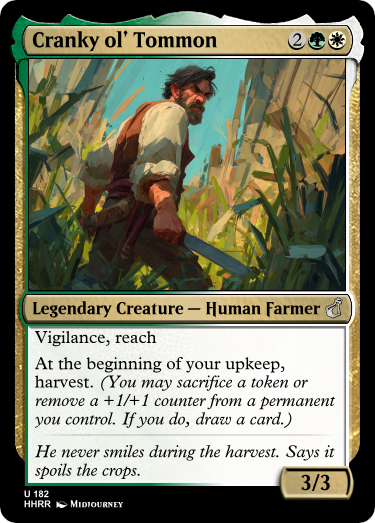 Cranky ol' Tommon 2
Legendary Creature — Human Farmer
Vigilance, reach
At the beginning of your upkeep,
harvest. (You may sacrifice a token or
remove a +1/+1 counter from a permanent
you control. If you do, draw a card.)
He never smiles during the harvest. Says it
spoils the crops.
3/3
U 182
HHRR Midjourney